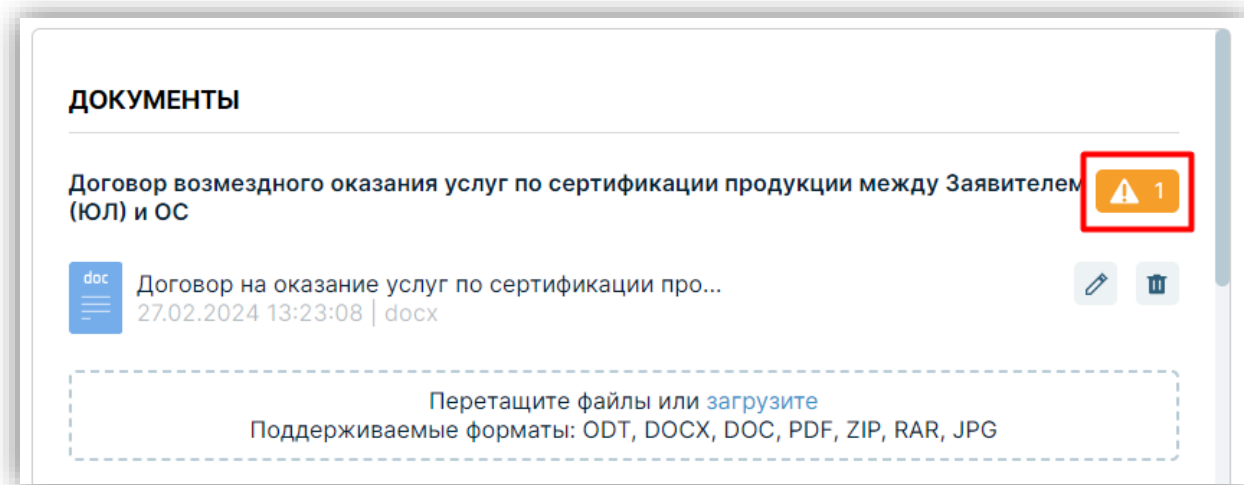 ДОКУМЕНТЫ
Договор возмездного оказания услуг по сертификации продукции между Заявителем
1
(ЮЛ) и ОС
doc
Договор на оказание услуг по сертификации про...
27.02.2024 13:23:08 | docx
Перетащите файлы или загрузите
Поддерживаемые форматы: ODT, DOCX, DOC, PDF, ZIP, RAR, JPG